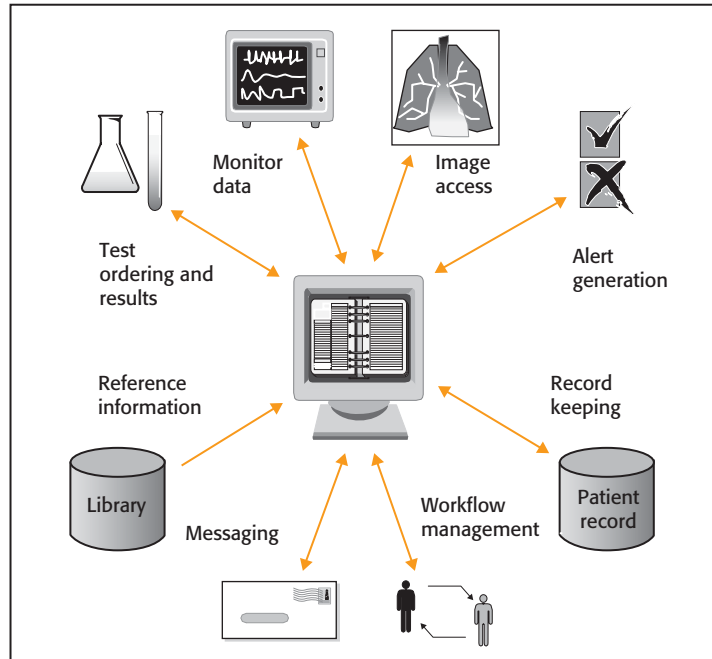 Monitor
data
Image
access
Test
ordering and
results
Alert
generation
Reference
information
Record
keeping
Library
Messaging
Workflow
management
Patient
record